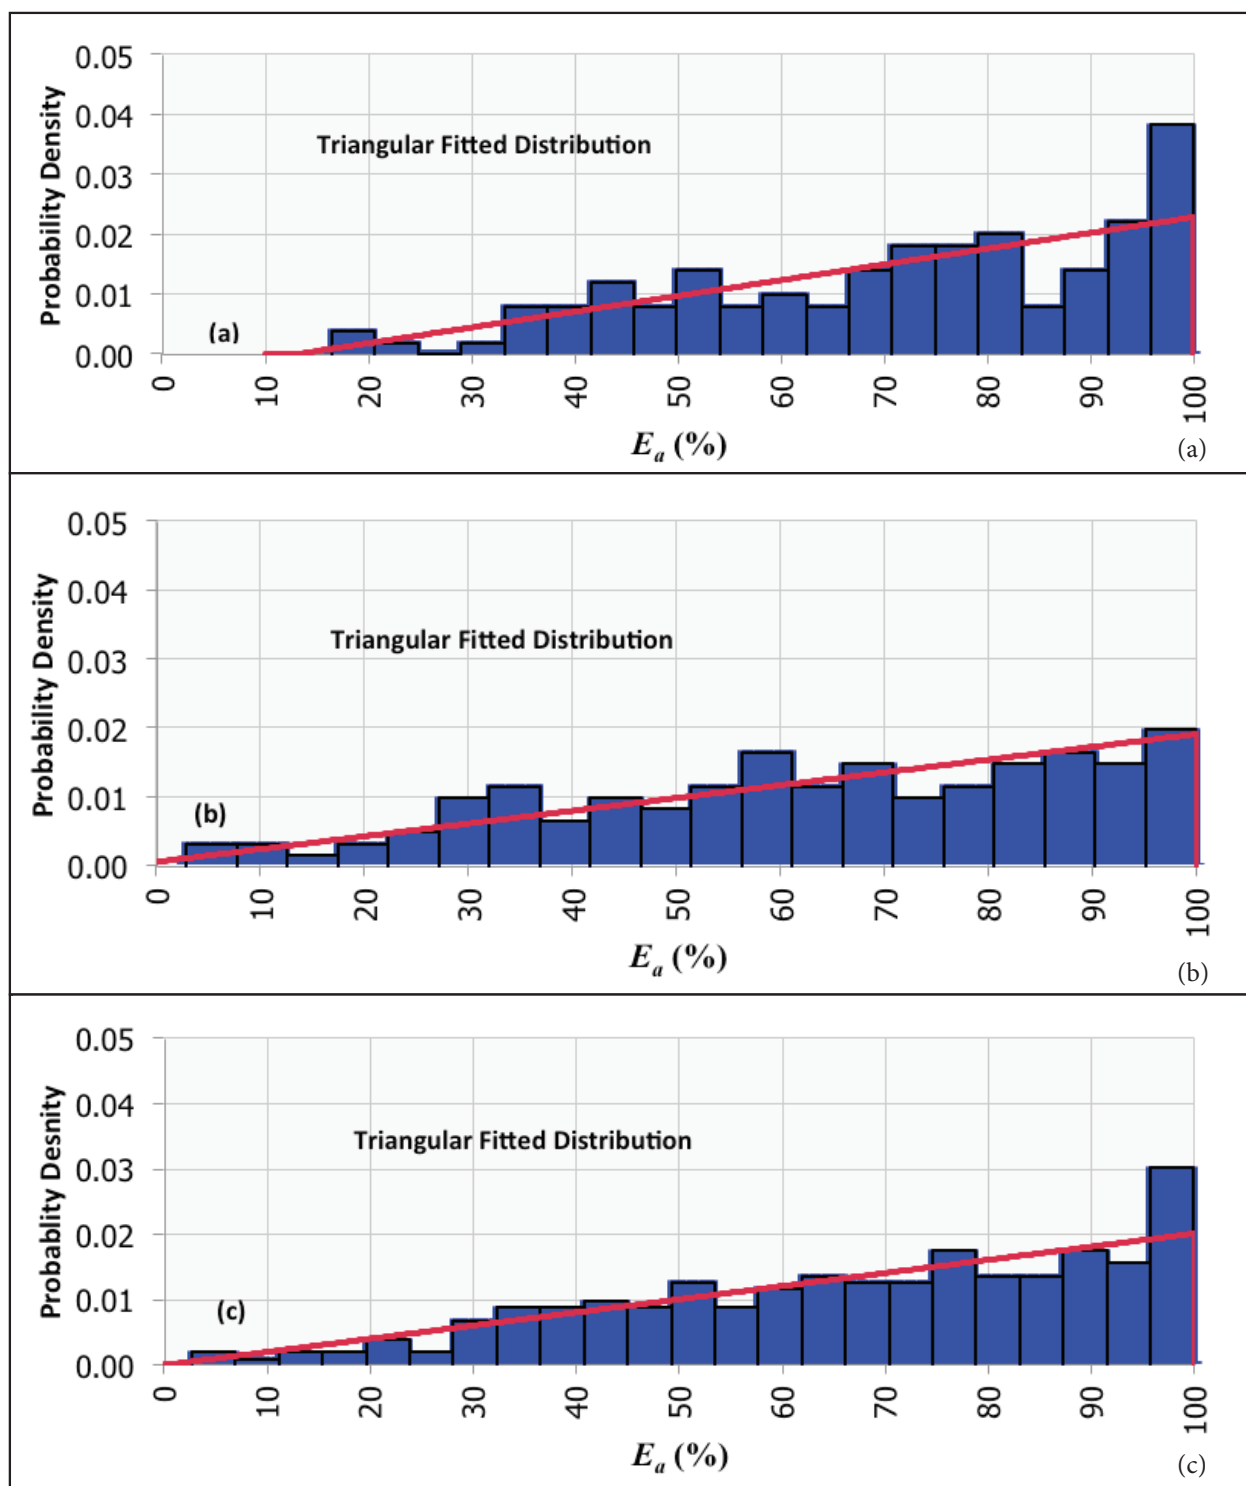 0.05
0.04
0.03
0.02
0.01
0.00
Probability Density
Triangular Fitted Distribution
(a)
0 10 20 30 40 50 60 70 80 90 100
Ea (%)
(a)
0.05
0.04
0.03
0.02
0.01
0.00
Probability Density
Triangular Fitted Distribution
(b)
0 10 20 30 40 50 60 70 80 90 100
Ea (%)
(b)
0.05
0.04
0.03
0.02
0.01
0.00
Probablity Desnity
Triangular Fitted Distribution
(c)
0 10 20 30 40 50 60 70 80 90 100
Ea (%)
(c)